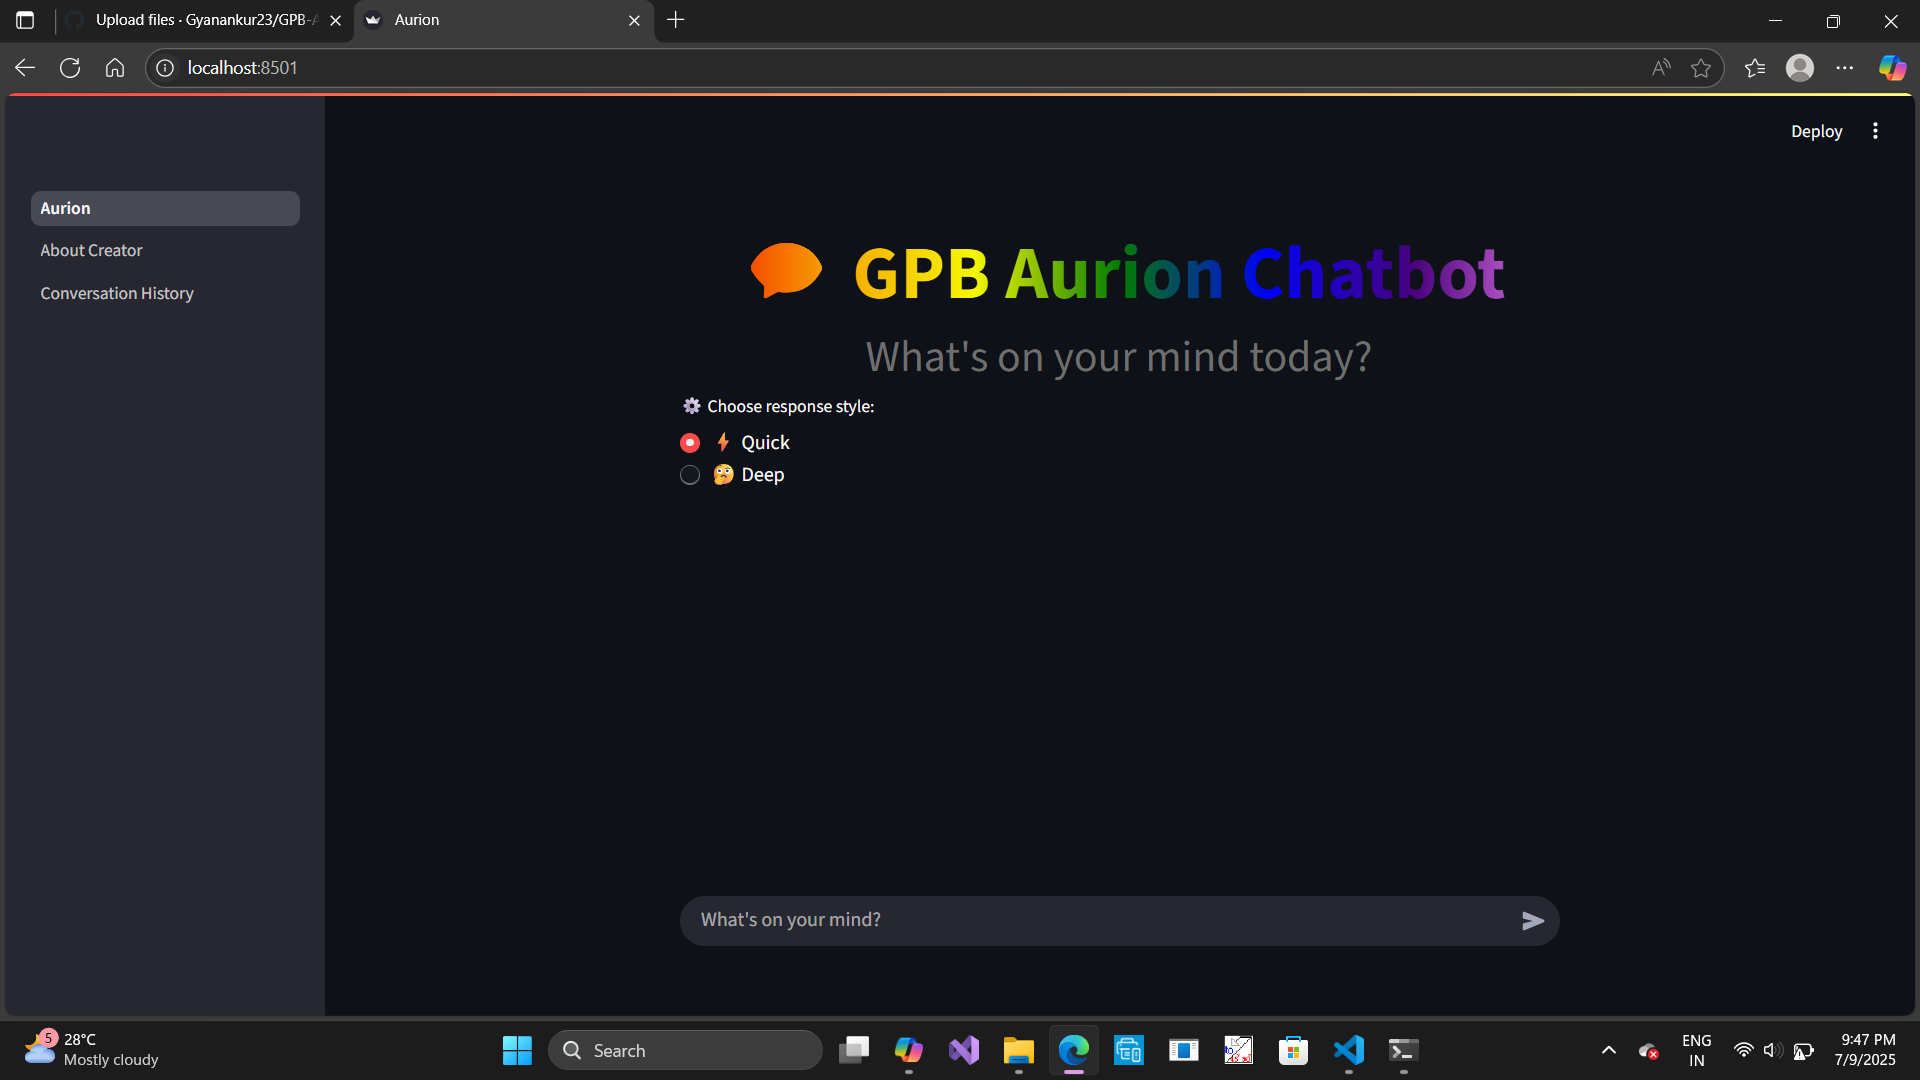 Upload files · Gyanankur23/GPB-A
Aurion
localhost:8501
Deploy
Aurion
About Creator
Conversation History
GPB Aurion Chatbot
What's on your mind today?
Choose response style:
Quick
Deep
What's on your mind?
5
28°C
Mostly cloudy
Search
ENG
IN
9:47 PM
7/9/2025